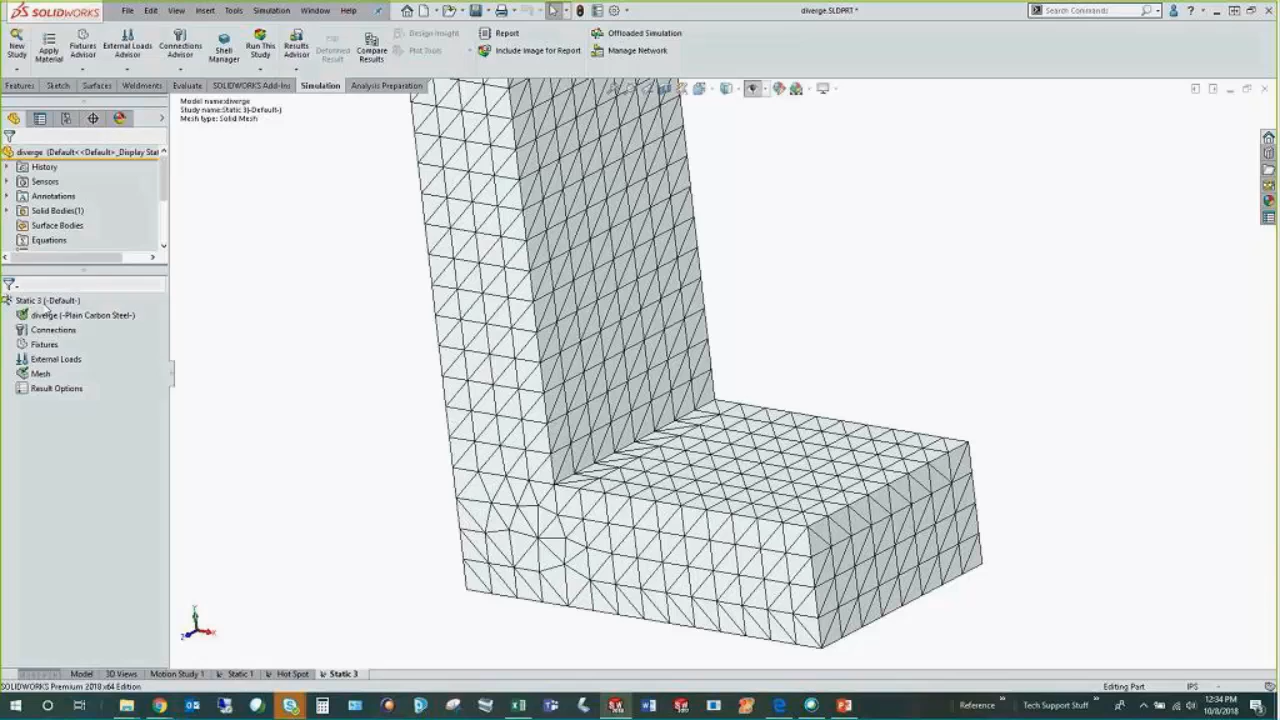 SOLIDWORKS File Edit View Insert Tools Simulation Window Help diverge.SLDPRT * Search Commands
New Study
Apply Material
Fixtures Advisor
External Loads Advisor
Connections Advisor
Shell Manager
Run This Study
Results Advisor
Deformed Result
Compare Results
Design Insight
Plot Tools
Report
Include Image for Report
Offloaded Simulation
Manage Network
Features Sketch Surfaces Weldments Evaluate SOLIDWORKS Add-Ins Simulation Analysis Preparation
Model name:diverge
Study name:Static 3(-Default-)
Mesh type: Solid Mesh
diverge (Default<<Default>_Display Stat
History
Sensors
Annotations
Solid Bodies(1)
Surface Bodies
Equations
Static 3 (-Default-)
diverge (-Plain Carbon Steel-)
Connections
Fixtures
External Loads
Mesh
Result Options
Y
Z X
Model 3D Views Motion Study 1 Static 1 Hot Spot Static 3
SOLIDWORKS Premium 2018 x64 Edition Editing Part IPS
Reference Tech Support Stuff 12:34 PM
10/8/2018